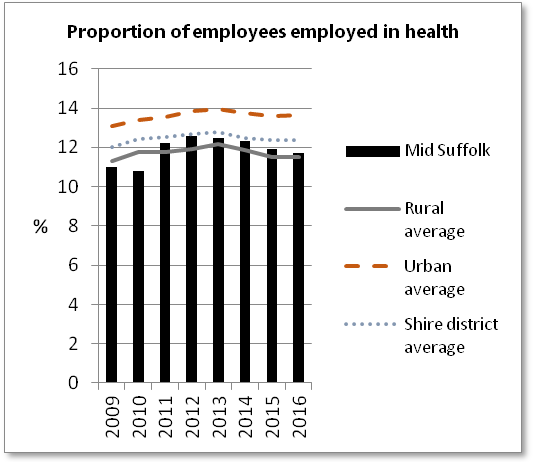 Proportion of employees employed in health
16
14
12
10
8
6
4
2
0
%
2009
2010
2011
2012
2013
2014
2015
2016
Mid Suffolk
Rural
average
Urban
average
Shire district
average